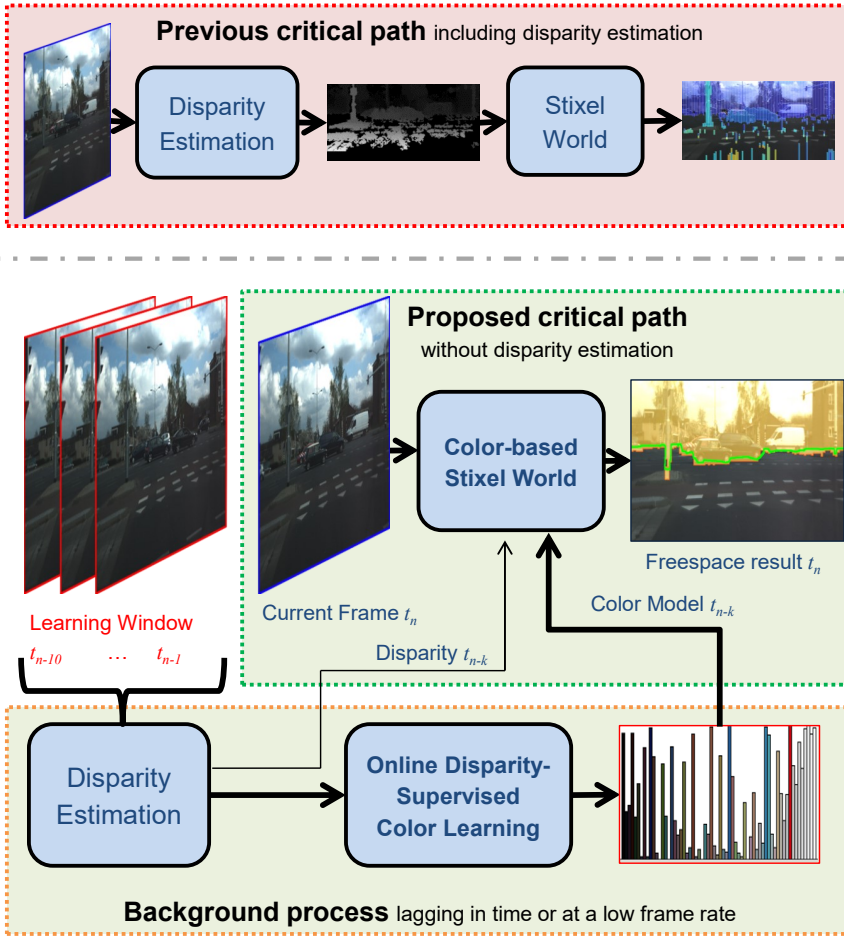 Previous critical path including disparity estimation
Disparity
Estimation
Stixel
World
Proposed critical path
without disparity estimation
Color-based
Stixel World
Freespace result tn
Current Frame tn
Color Model tn-k
Disparity tn-k
Learning Window
tn-10 … tn-1
Disparity
Estimation
Online Disparity-
Supervised
Color Learning
Background process lagging in time or at a low frame rate